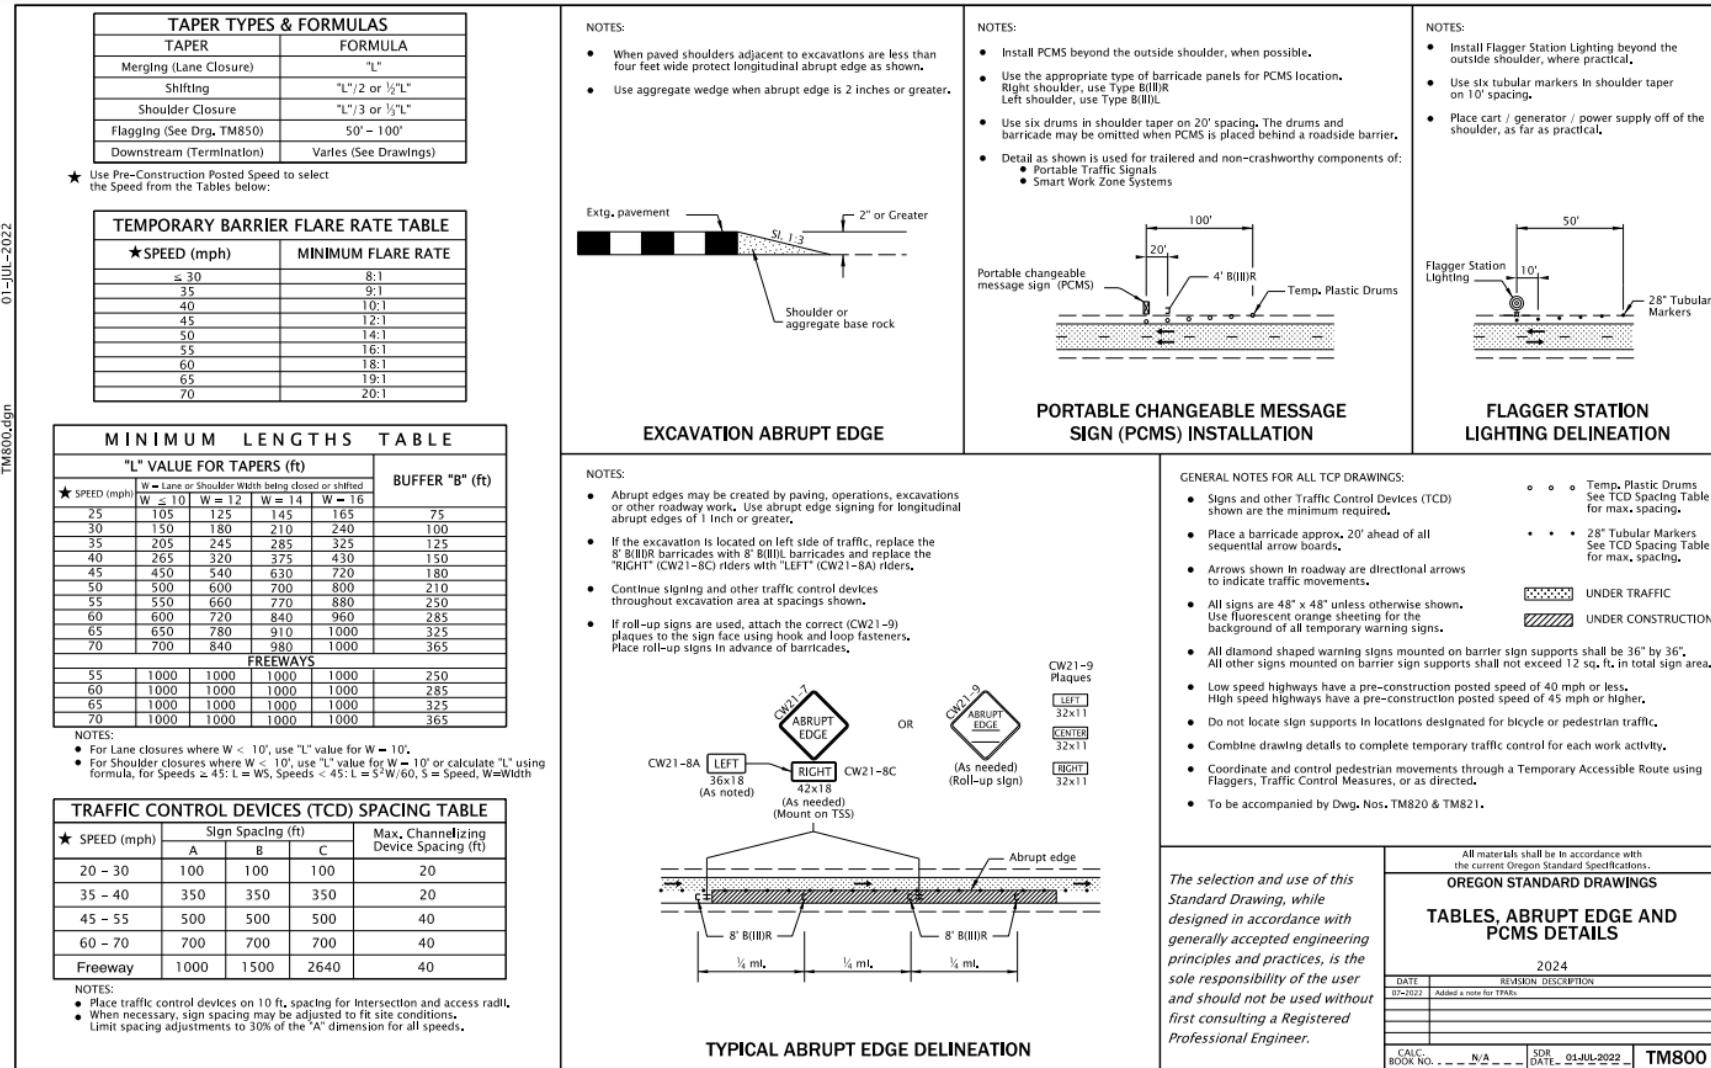 01-JUL-2022
TM800.dgn
TAPER TYPES & FORMULAS
TAPER FORMULA
Merging (Lane Closure) "L"
Shifting "L"/2 or ½"L"
Shoulder Closure "L"/3 or ⅓"L"
Flagging (See Drg. TM850) 50' - 100'
Downstream (Termination) Varies (See Drawings)
★ Use Pre-Construction Posted Speed to select
the Speed from the Tables below:
TEMPORARY BARRIER FLARE RATE TABLE
★SPEED (mph) MINIMUM FLARE RATE
≤ 30 8:1
35 9:1
40 10:1
45 12:1
50 14:1
55 16:1
60 18:1
65 19:1
70 20:1
MINIMUM LENGTHS TABLE
"L" VALUE FOR TAPERS (ft) BUFFER "B" (ft)
★ SPEED (mph) W = Lane or Shoulder Width being closed or shifted
W ≤ 10 W = 12 W = 14 W = 16
25 105 125 145 165 75
30 150 180 210 240 100
35 205 245 285 325 125
40 265 320 375 430 150
45 450 540 630 720 180
50 500 600 700 800 210
55 550 660 770 880 250
60 600 720 840 960 285
65 650 780 910 1000 325
70 700 840 980 1000 365
FREEWAYS
55 1000 1000 1000 1000 250
60 1000 1000 1000 1000 285
65 1000 1000 1000 1000 325
70 1000 1000 1000 1000 365
NOTES:
● For Lane closures where W < 10', use "L" value for W = 10'.
● For Shoulder closures where W < 10', use "L" value for W = 10' or calculate "L" using
formula, for Speeds ≥ 45: L = WS, Speeds < 45: L = S²W/60, S = Speed, W=Width
TRAFFIC CONTROL DEVICES (TCD) SPACING TABLE
★ SPEED (mph) Sign Spacing (ft) Max. Channelizing
Device Spacing (ft)
A B C
20 - 30 100 100 100 20
35 - 40 350 350 350 20
45 - 55 500 500 500 40
60 - 70 700 700 700 40
Freeway 1000 1500 2640 40
NOTES:
● Place traffic control devices on 10 ft. spacing for intersection and access radii.
● When necessary, sign spacing may be adjusted to fit site conditions.
Limit spacing adjustments to 30% of the "A" dimension for all speeds.
NOTES:
● When paved shoulders adjacent to excavations are less than
four feet wide protect longitudinal abrupt edge as shown.
● Use aggregate wedge when abrupt edge is 2 inches or greater.
Extg. pavement
2" or Greater
Sl. 1:3
Shoulder or
aggregate base rock
EXCAVATION ABRUPT EDGE
NOTES:
● Install PCMS beyond the outside shoulder, when possible.
● Use the appropriate type of barricade panels for PCMS location.
Right shoulder, use Type B(III)R
Left shoulder, use Type B(III)L
● Use six drums in shoulder taper on 20' spacing. The drums and
barricade may be omitted when PCMS is placed behind a roadside barrier.
● Detail as shown is used for trailered and non-crashworthy components of:
● Portable Traffic Signals
● Smart Work Zone Systems
100'
20'
Portable changeable
message sign (PCMS)
4' B(III)R
Temp. Plastic Drums
PORTABLE CHANGEABLE MESSAGE
SIGN (PCMS) INSTALLATION
NOTES:
● Install Flagger Station Lighting beyond the
outside shoulder, where practical.
● Use six tubular markers in shoulder taper
on 10' spacing.
● Place cart / generator / power supply off of the
shoulder, as far as practical.
50'
Flagger Station
Lighting
10'
28" Tubular
Markers
FLAGGER STATION
LIGHTING DELINEATION
NOTES:
● Abrupt edges may be created by paving, operations, excavations
or other roadway work. Use abrupt edge signing for longitudinal
abrupt edges of 1 inch or greater.
● If the excavation is located on left side of traffic, replace the
8' B(III)R barricades with 8' B(III)L barricades and replace the
"RIGHT" (CW21-8C) riders with "LEFT" (CW21-8A) riders.
● Continue signing and other traffic control devices
throughout excavation area at spacings shown.
● If roll-up signs are used, attach the correct (CW21-9)
plaques to the sign face using hook and loop fasteners.
Place roll-up signs in advance of barricades.
CW21-7
ABRUPT
EDGE
OR
CW21-9
ABRUPT
EDGE
(As needed)
(Roll-up sign)
CW21-9
Plaques
LEFT
32x11
CENTER
32x11
RIGHT
32x11
CW21-8A LEFT
36x18
(As noted)
RIGHT CW21-8C
42x18
(As needed)
(Mount on TSS)
Abrupt edge
8' B(III)R 8' B(III)R
¼ mi. ¼ mi. ¼ mi.
TYPICAL ABRUPT EDGE DELINEATION
GENERAL NOTES FOR ALL TCP DRAWINGS:
● Signs and other Traffic Control Devices (TCD)
shown are the minimum required.
● Place a barricade approx. 20' ahead of all
sequential arrow boards.
● Arrows shown in roadway are directional arrows
to indicate traffic movements.
● All signs are 48" x 48" unless otherwise shown.
Use fluorescent orange sheeting for the
background of all temporary warning signs.
● All diamond shaped warning signs mounted on barrier sign supports shall be 36" by 36".
All other signs mounted on barrier sign supports shall not exceed 12 sq. ft. in total sign area.
● Low speed highways have a pre-construction posted speed of 40 mph or less.
High speed highways have a pre-construction posted speed of 45 mph or higher.
● Do not locate sign supports in locations designated for bicycle or pedestrian traffic.
● Combine drawing details to complete temporary traffic control for each work activity.
● Coordinate and control pedestrian movements through a Temporary Accessible Route using
Flaggers, Traffic Control Measures, or as directed.
● To be accompanied by Dwg. Nos. TM820 & TM821.
Temp. Plastic Drums
See TCD Spacing Table
for max. spacing.
28" Tubular Markers
See TCD Spacing Table
for max. spacing.
UNDER TRAFFIC
UNDER CONSTRUCTION
The selection and use of this
Standard Drawing, while
designed in accordance with
generally accepted engineering
principles and practices, is the
sole responsibility of the user
and should not be used without
first consulting a Registered
Professional Engineer.
All materials shall be in accordance with
the current Oregon Standard Specifications.
OREGON STANDARD DRAWINGS
TABLES, ABRUPT EDGE AND
PCMS DETAILS
2024
DATE REVISION DESCRIPTION
07-2022 Added a note for TPARs
CALC.
BOOK NO. N/A
SDR
DATE 01-JUL-2022
TM800